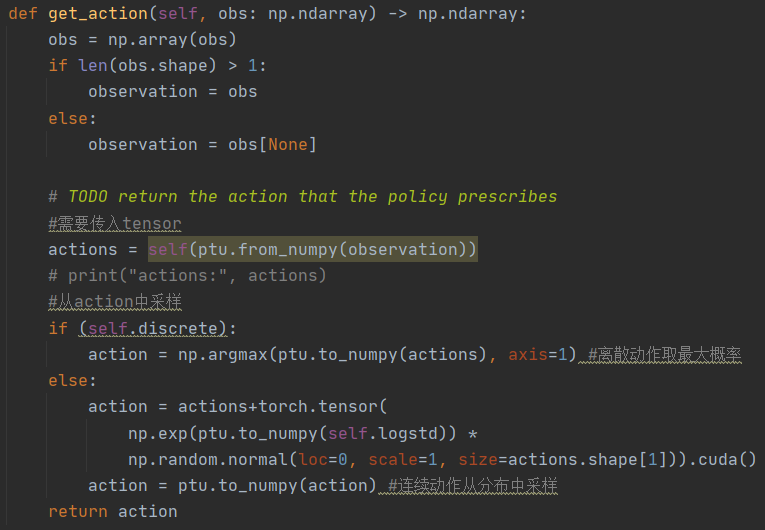 def get_action(self, obs: np.ndarray) -> np.ndarray:
    obs = np.array(obs)
    if len(obs.shape) > 1:
        observation = obs
    else:
        observation = obs[None]

    # TODO return the action that the policy prescribes
    #需要传入tensor
    actions = self(ptu.from_numpy(observation))
    # print("actions:", actions)
    #从action中采样
    if (self.discrete):
        action = np.argmax(ptu.to_numpy(actions), axis=1) #离散动作取最大概率
    else:
        action = actions+torch.tensor(
            np.exp(ptu.to_numpy(self.logstd)) *
            np.random.normal(loc=0, scale=1, size=actions.shape[1])).cuda()
        action = ptu.to_numpy(action) #连续动作从分布中采样
    return action